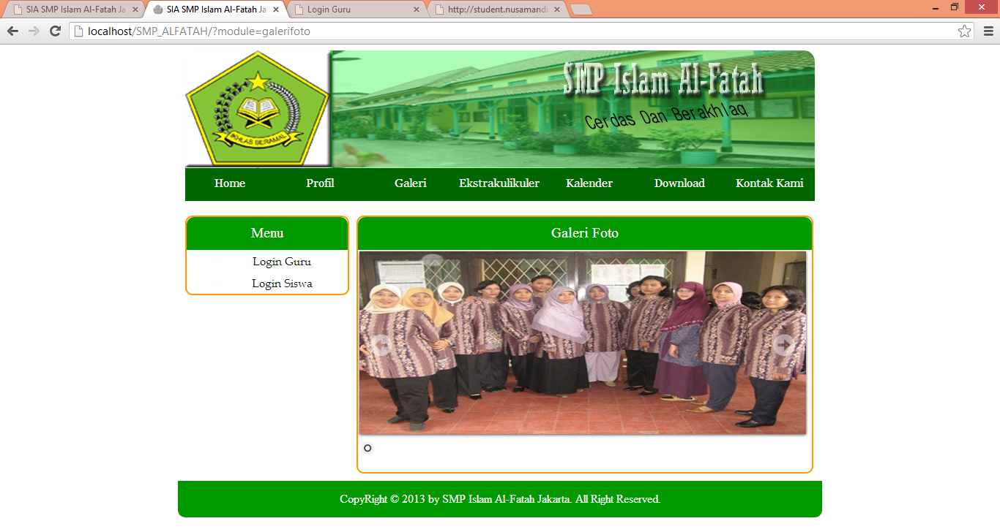 SIA SMP Islam Al-Fatah Ja
SIA SMP Islam Al-Fatah Ja
Login Guru
http://student.nusamandi
localhost/SMP_ALFATAH/?module=galerifoto
IKHLAS BERAMAL
SMP Islam Al-Fatah
Cerdas Dan Berakhlaq
Home Profil Galeri Ekstrakulikuler Kalender Download Kontak Kami
Menu
Login Guru
Login Siswa
Galeri Foto
CopyRight © 2013 by SMP Islam Al-Fatah Jakarta. All Right Reserved.